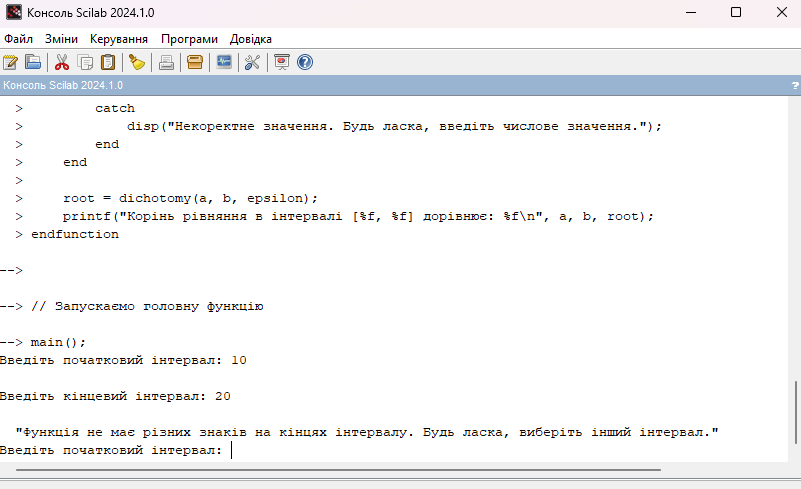 Консоль Scilab 2024.1.0
Файл Зміни Керування Програми Довідка
Консоль Scilab 2024.1.0 ?
> catch
> disp("Некоректне значення. Будь ласка, введіть числове значення.");
> end
> end
>
> root = dichotomy(a, b, epsilon);
> printf("Корінь рівняння в інтервалі [%f, %f] дорівнює: %f\n", a, b, root);
> endfunction
-->
--> // Запускаємо головну функцію
--> main();
Введіть початковий інтервал: 10
Введіть кінцевий інтервал: 20
"Функція не має різних знаків на кінцях інтервалу. Будь ласка, виберіть інший інтервал."
Введіть початковий інтервал: